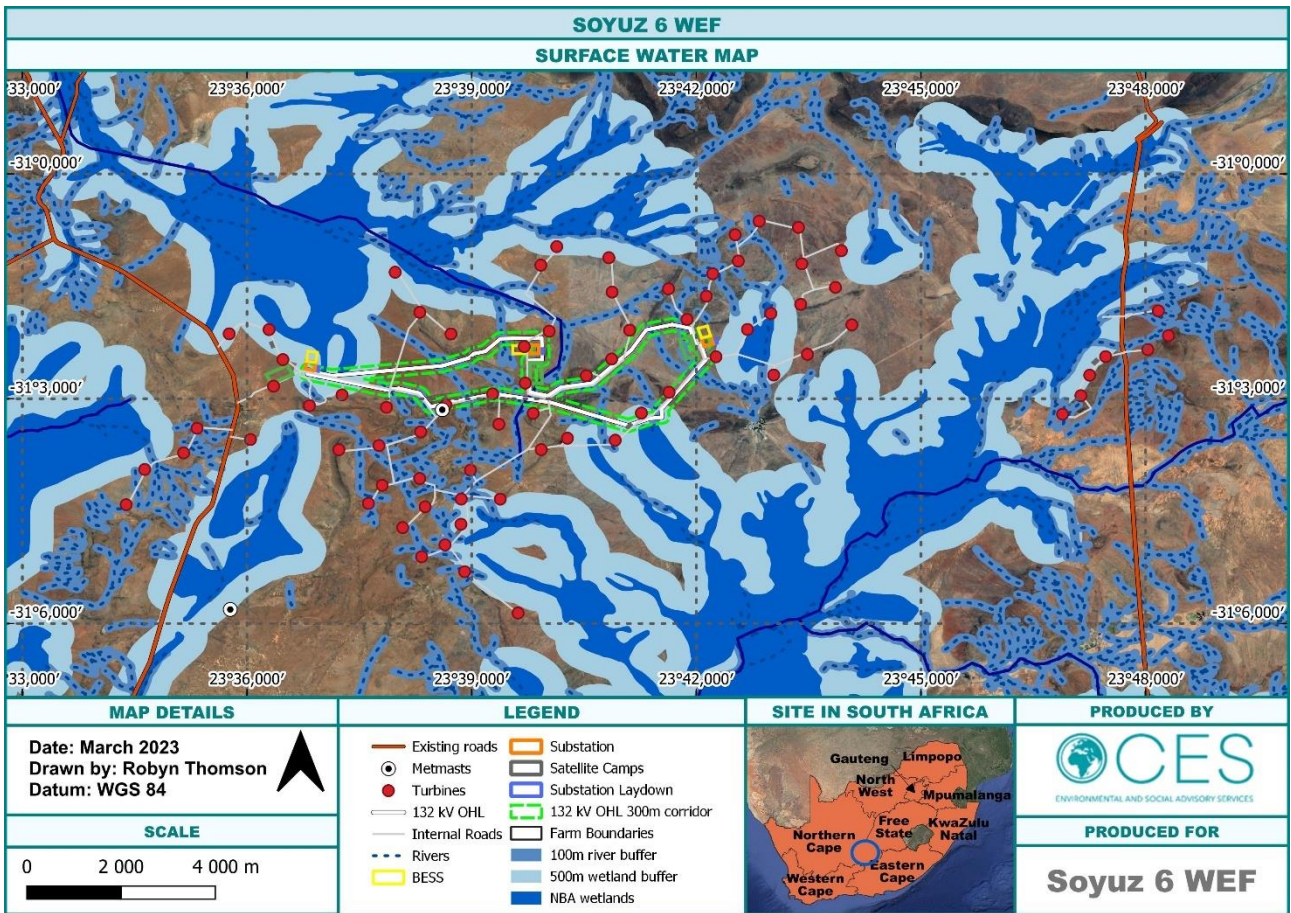 SOYUZ 6 WEF
SURFACE WATER MAP
33,000' 23°36,000' 23°39,000' 23°42,000' 23°45,000' 23°48,000'
-31°0,000' -31°0,000'
-31°3,000' -31°3,000'
-31°6,000' -31°6,000'
33,000' 23°36,000' 23°39,000' 23°42,000' 23°45,000' 23°48,000'
MAP DETAILS
Date: March 2023
Drawn by: Robyn Thomson
Datum: WGS 84
SCALE
0 2 000 4 000 m
LEGEND
Existing roads
Metmasts
Turbines
132 kV OHL
Internal Roads
Rivers
BESS
Substation
Satellite Camps
Substation Laydown
132 kV OHL 300m corridor
Farm Boundaries
100m river buffer
500m wetland buffer
NBA wetlands
SITE IN SOUTH AFRICA
Gauteng
Limpopo
North
West
Mpumalanga
Free
State
KwaZulu
Natal
Northern
Cape
Eastern
Cape
Western
Cape
PRODUCED BY
CES
ENVIRONMENTAL AND SOCIAL ADVISORY SERVICES
PRODUCED FOR
Soyuz 6 WEF